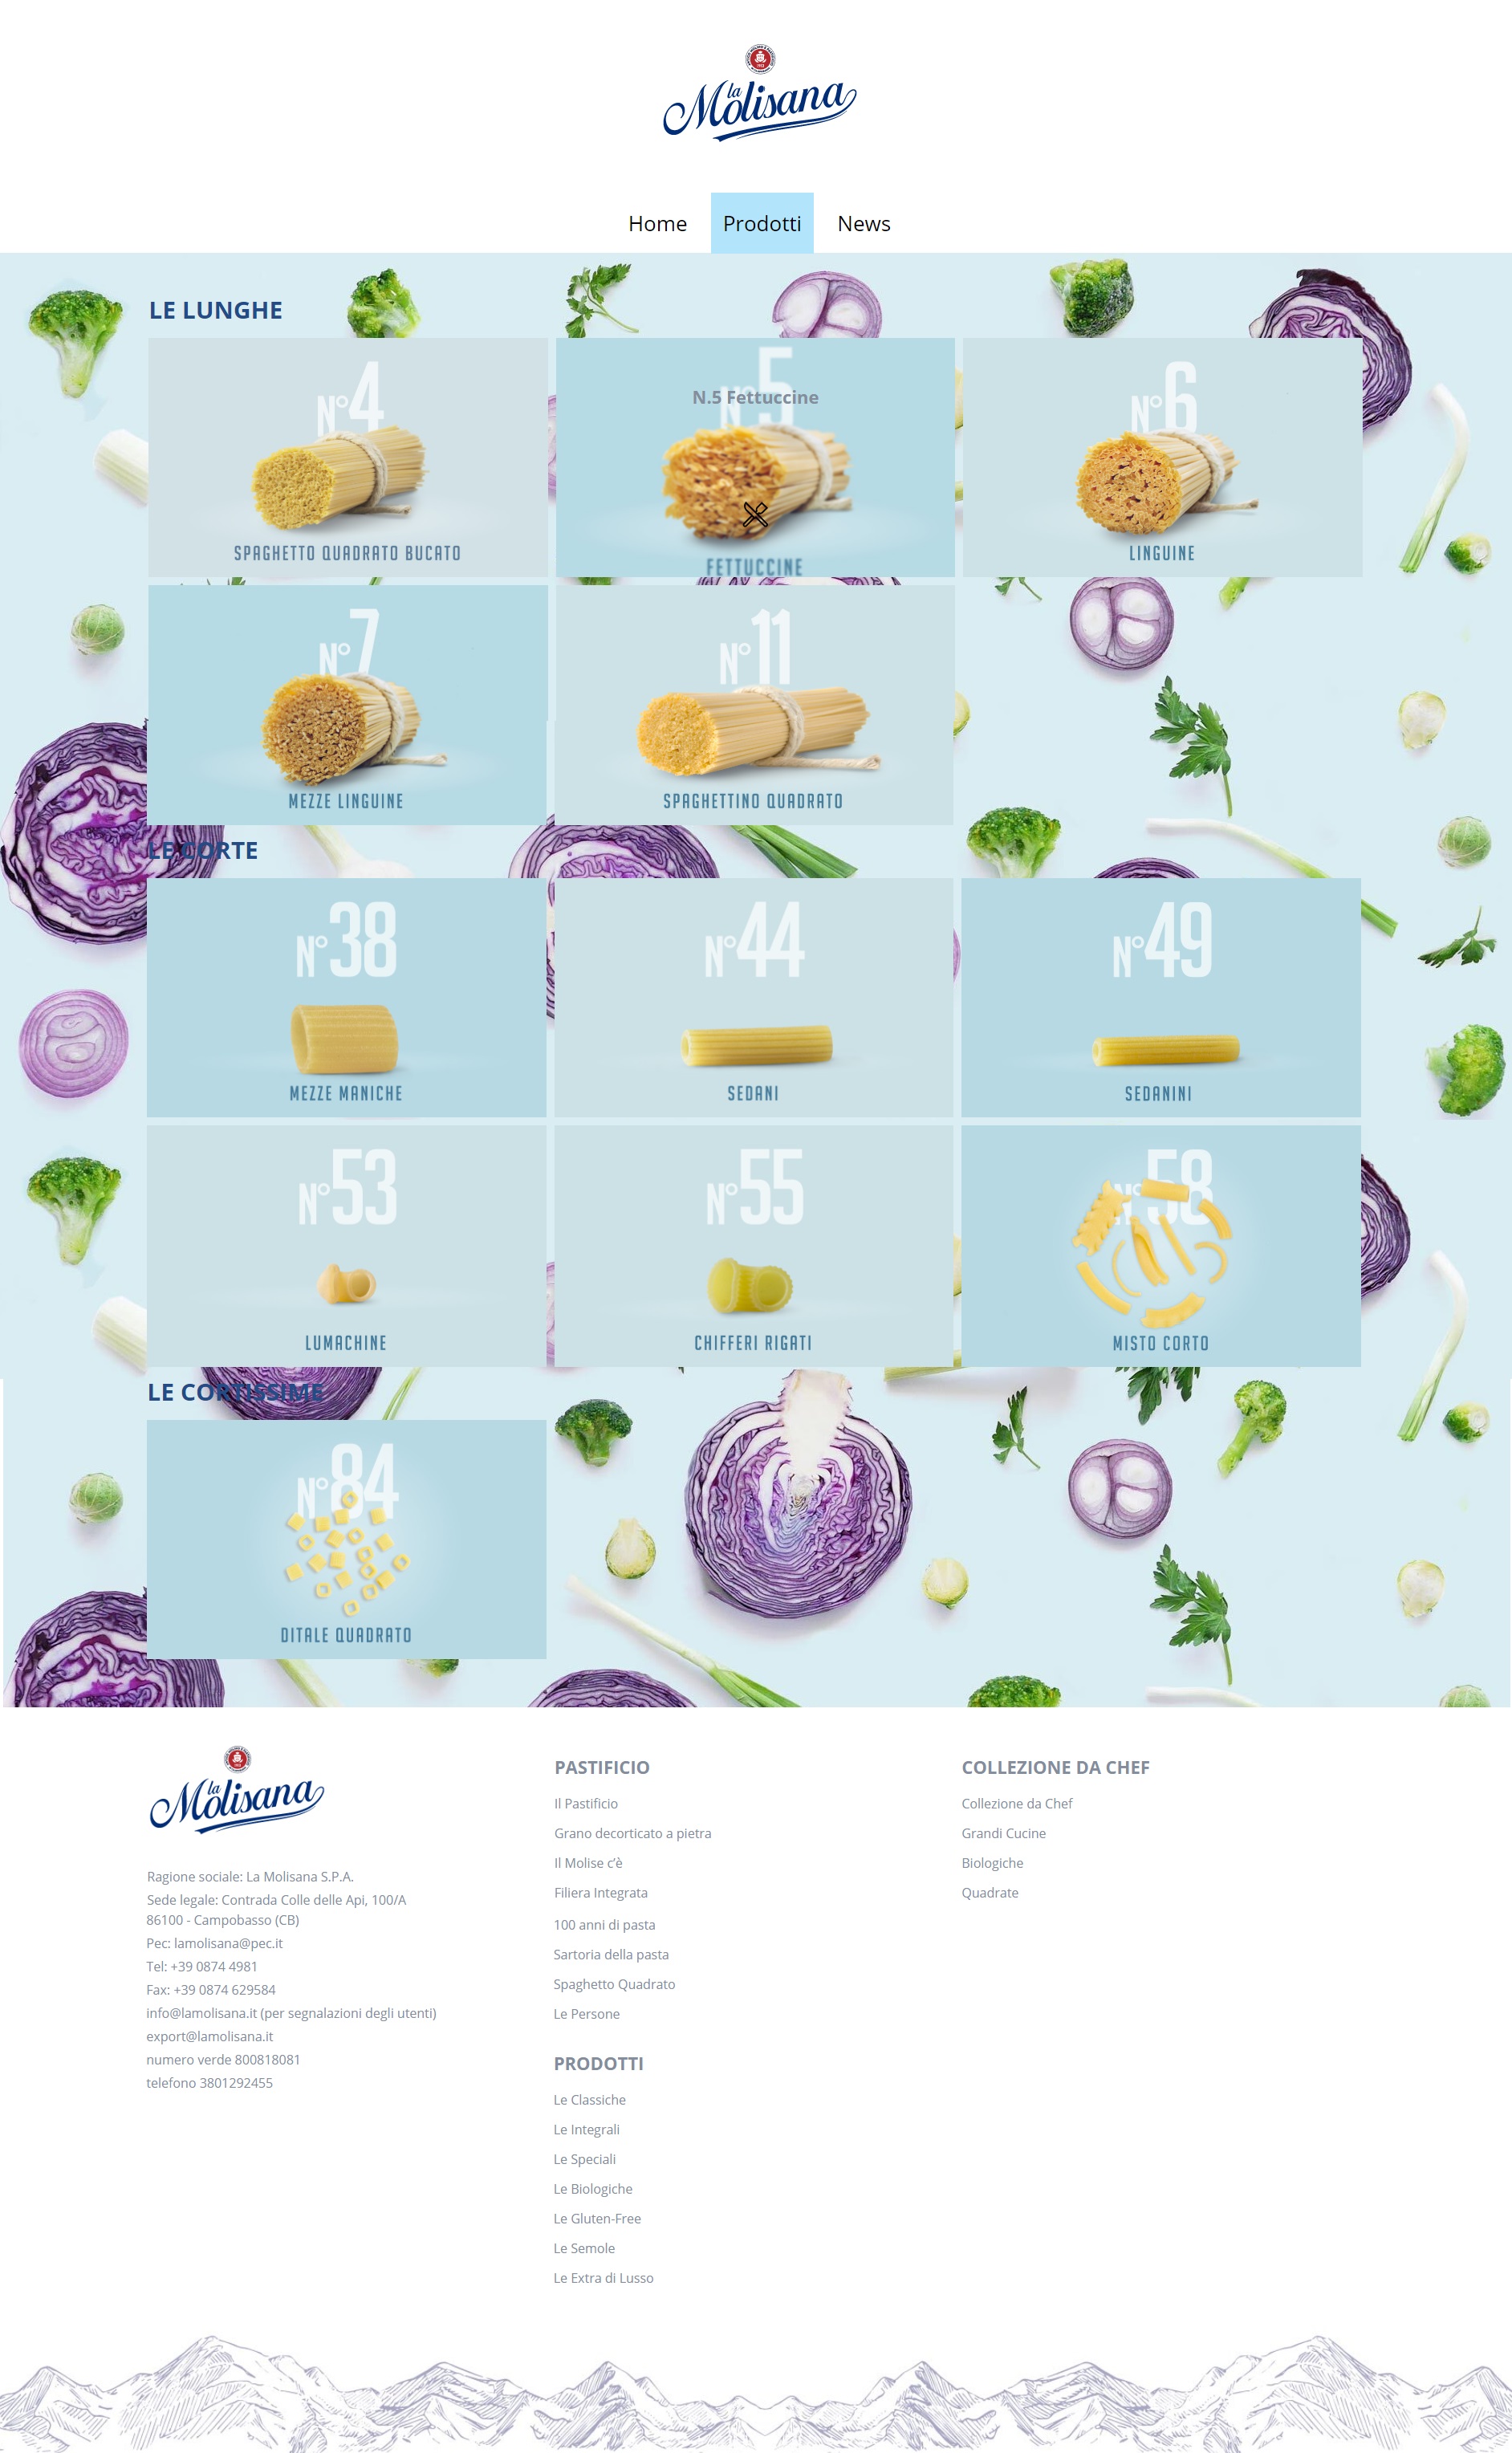 la
Molisana
Home
Prodotti
News
LE LUNGHE
N°4
SPAGHETTO QUADRATO BUCATO
N°5
N.5 Fettuccine
FETTUCCINE
N°6
LINGUINE
N°7
MEZZE LINGUINE
N°11
SPAGHETTINO QUADRATO
LE CORTE
N°38
MEZZE MANICHE
N°44
SEDANI
N°49
SEDANINI
N°53
LUMACHINE
N°55
CHIFFERI RIGATI
N°58
MISTO CORTO
LE CORTISSIME
N°84
DITALE QUADRATO
la
Molisana
Ragione sociale: La Molisana S.P.A.
Sede legale: Contrada Colle delle Api, 100/A
86100 - Campobasso (CB)
Pec: lamolisana@pec.it
Tel: +39 0874 4981
Fax: +39 0874 629584
info@lamolisana.it (per segnalazioni degli utenti)
export@lamolisana.it
numero verde 800818081
telefono 3801292455
PASTIFICIO
Il Pastificio
Grano decorticato a pietra
Il Molise c’è
Filiera Integrata
100 anni di pasta
Sartoria della pasta
Spaghetto Quadrato
Le Persone
PRODOTTI
Le Classiche
Le Integrali
Le Speciali
Le Biologiche
Le Gluten-Free
Le Semole
Le Extra di Lusso
COLLEZIONE DA CHEF
Collezione da Chef
Grandi Cucine
Biologiche
Quadrate